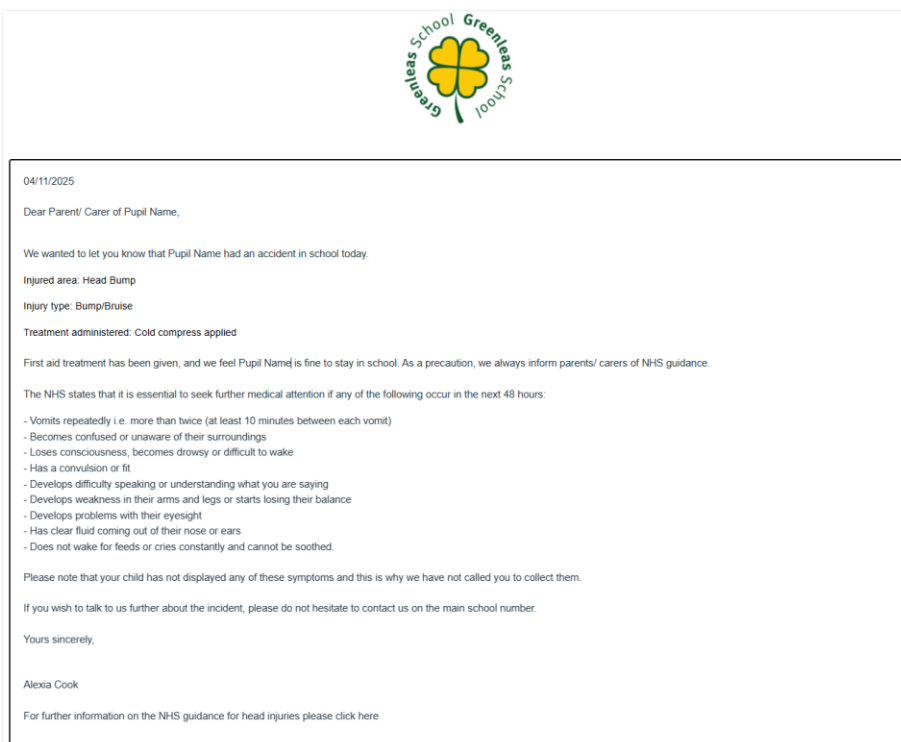 Greenleas School Greenleas School
04/11/2025
Dear Parent/ Carer of Pupil Name,
We wanted to let you know that Pupil Name had an accident in school today.
Injured area: Head Bump
Injury type: Bump/Bruise
Treatment administered: Cold compress applied
First aid treatment has been given, and we feel Pupil Name is fine to stay in school. As a precaution, we always inform parents/ carers of NHS guidance.
The NHS states that it is essential to seek further medical attention if any of the following occur in the next 48 hours:
- Vomits repeatedly i.e. more than twice (at least 10 minutes between each vomit)
- Becomes confused or unaware of their surroundings
- Loses consciousness, becomes drowsy or difficult to wake
- Has a convulsion or fit
- Develops difficulty speaking or understanding what you are saying
- Develops weakness in their arms and legs or starts losing their balance
- Develops problems with their eyesight
- Has clear fluid coming out of their nose or ears
- Does not wake for feeds or cries constantly and cannot be soothed.
Please note that your child has not displayed any of these symptoms and this is why we have not called you to collect them.
If you wish to talk to us further about the incident, please do not hesitate to contact us on the main school number.
Yours sincerely,
Alexia Cook
For further information on the NHS guidance for head injuries please click here